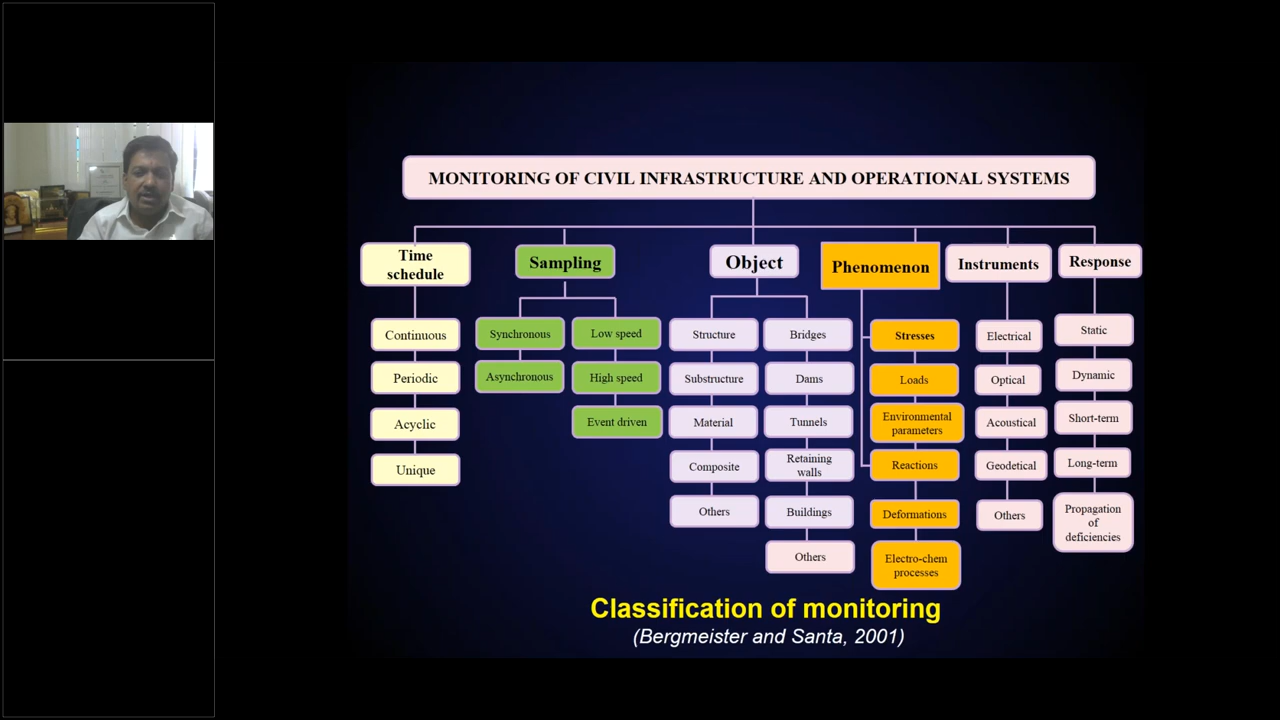 MONITORING OF CIVIL INFRASTRUCTURE AND OPERATIONAL SYSTEMS
Time
schedule
Continuous
Periodic
Acyclic
Unique
Sampling
Synchronous
Asynchronous
Low speed
High speed
Event driven
Object
Structure
Substructure
Material
Composite
Others
Bridges
Dams
Tunnels
Retaining
walls
Buildings
Others
Phenomenon
Stresses
Loads
Environmental
parameters
Reactions
Deformations
Electro-chem
processes
Instruments
Electrical
Optical
Acoustical
Geodetical
Others
Response
Static
Dynamic
Short-term
Long-term
Propagation
of
deficiencies
Classification of monitoring
(Bergmeister and Santa, 2001)